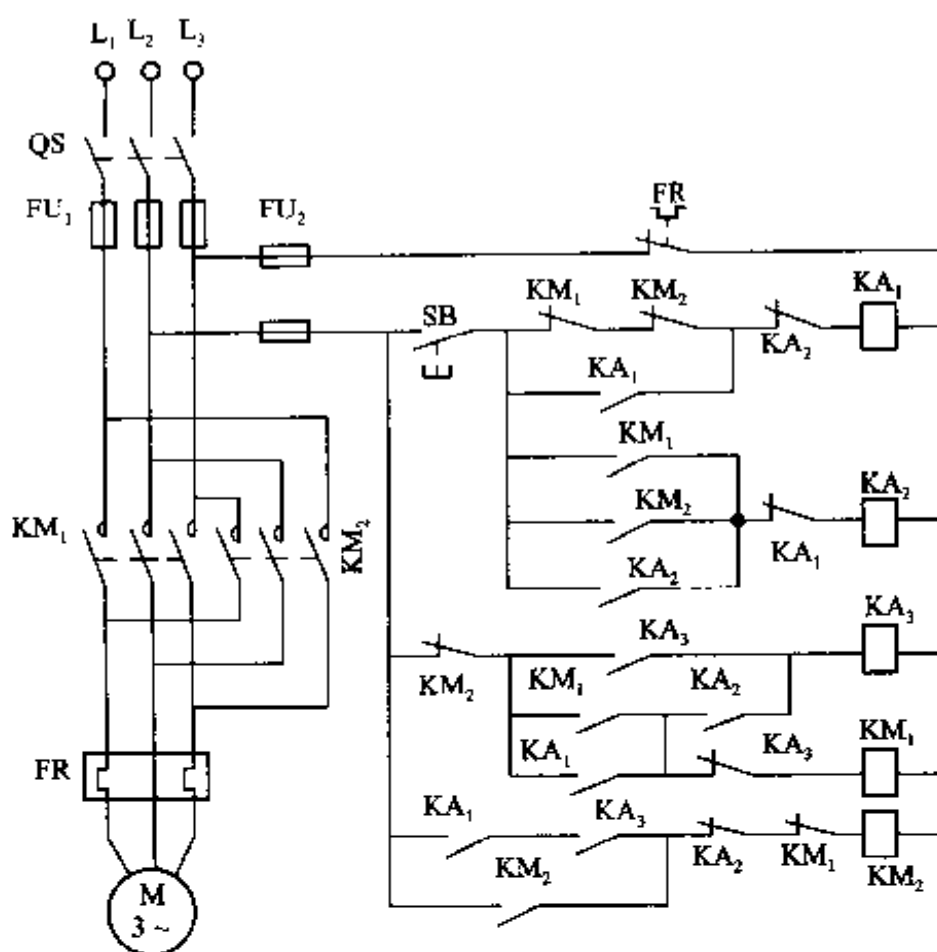 L₁ L₂ L₃
QS
FU₁ FU₂ FR
SB KM₁ KM₂ KA₂ KA₁
KA₁
KM₁
KM₁ KM₂ KM₂ KA₁ KA₂
KA₂
KM₂ KM₁ KA₃ KA₂ KA₃
KA₁ KA₃ KM₁
FR
KA₁ KA₃ KA₂ KM₁ KM₂
KM₂
M
3 ~